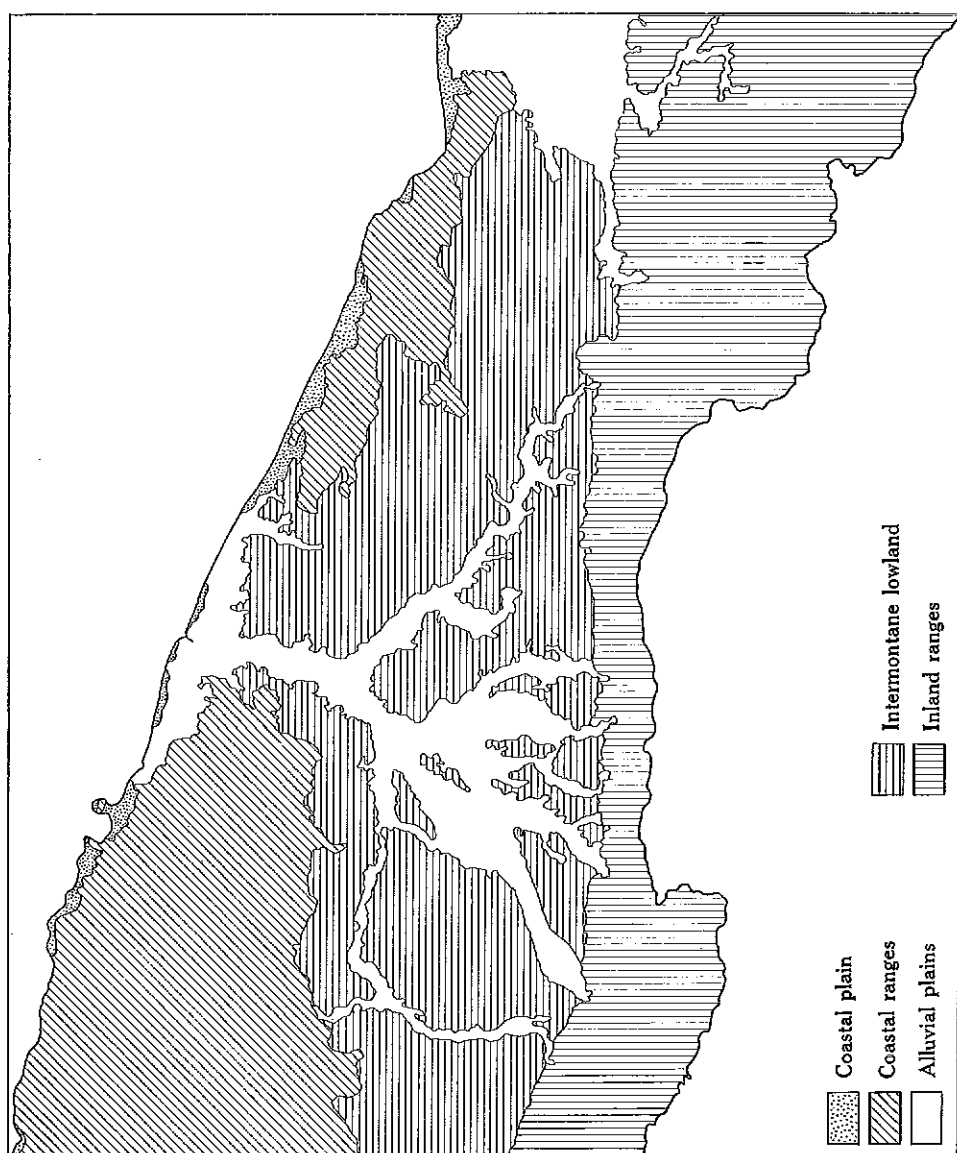 Coastal plain
Coastal ranges
Alluvial plains
Intermontane lowland
Inland ranges